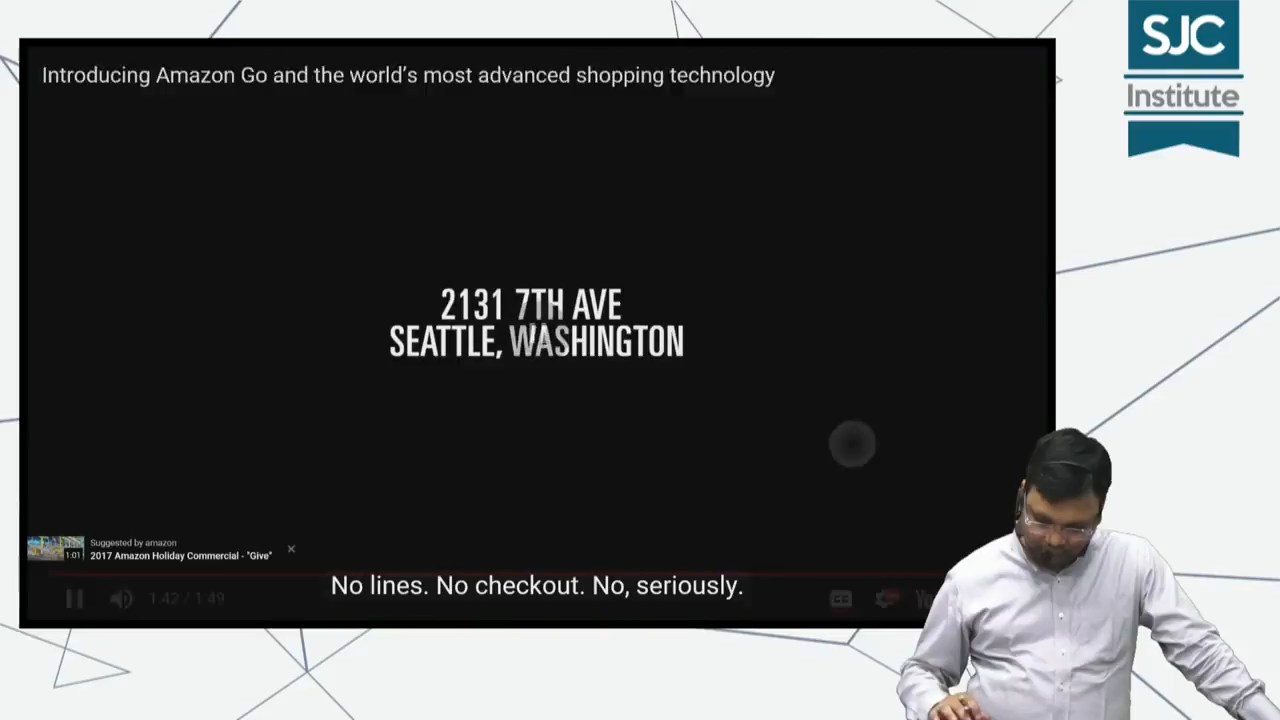 SJC
Institute
Introducing Amazon Go and the world's most advanced shopping technology
2131 7TH AVE
SEATTLE, WASHINGTON
Suggested by amazon
1:01
2017 Amazon Holiday Commercial - "Give"
No lines. No checkout. No, seriously.
1:42 / 1:49
CC